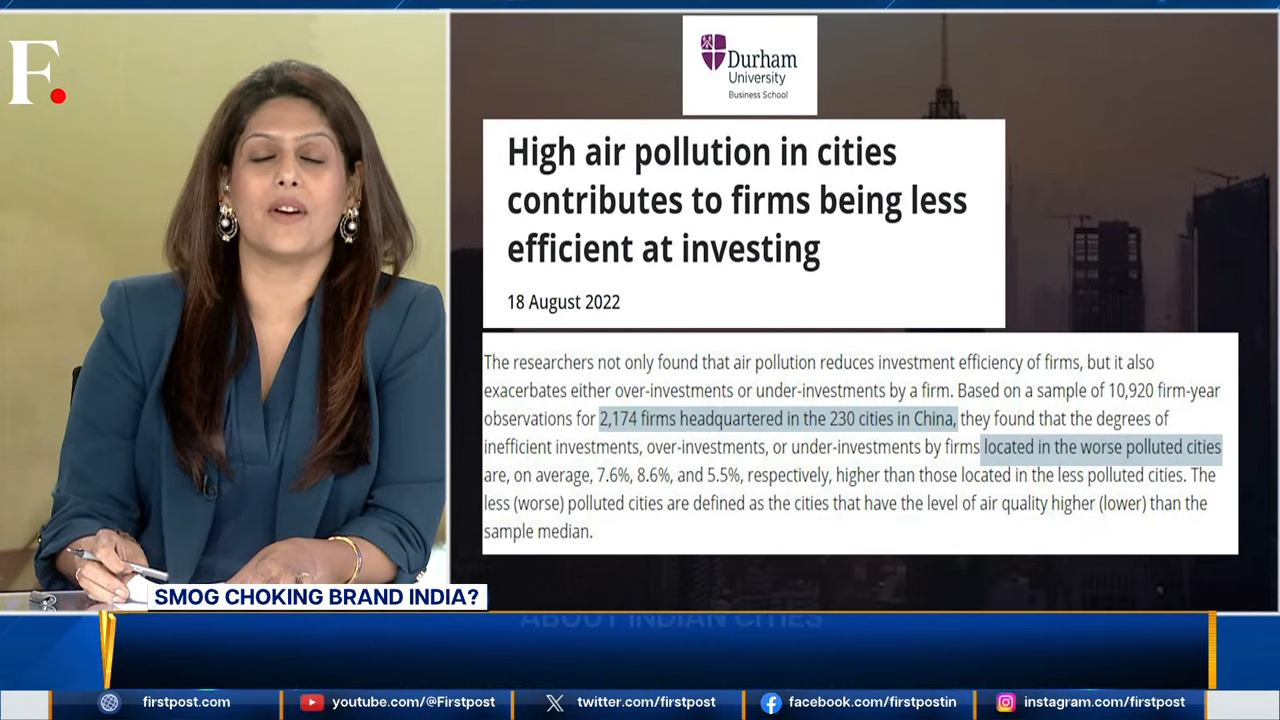 F.
Durham
University
Business School
High air pollution in cities
contributes to firms being less
efficient at investing
18 August 2022
The researchers not only found that air pollution reduces investment efficiency of firms, but it also
exacerbates either over-investments or under-investments by a firm. Based on a sample of 10,920 firm-year
observations for 2,174 firms headquartered in the 230 cities in China, they found that the degrees of
inefficient investments, over-investments, or under-investments by firms located in the worse polluted cities
are, on average, 7.6%, 8.6%, and 5.5%, respectively, higher than those located in the less polluted cities. The
less (worse) polluted cities are defined as the cities that have the level of air quality higher (lower) than the
sample median.
SMOG CHOKING BRAND INDIA?
ABOUT INDIAN CITIES
firstpost.com
youtube.com/@Firstpost
twitter.com/firstpost
facebook.com/firstpostin
instagram.com/firstpost